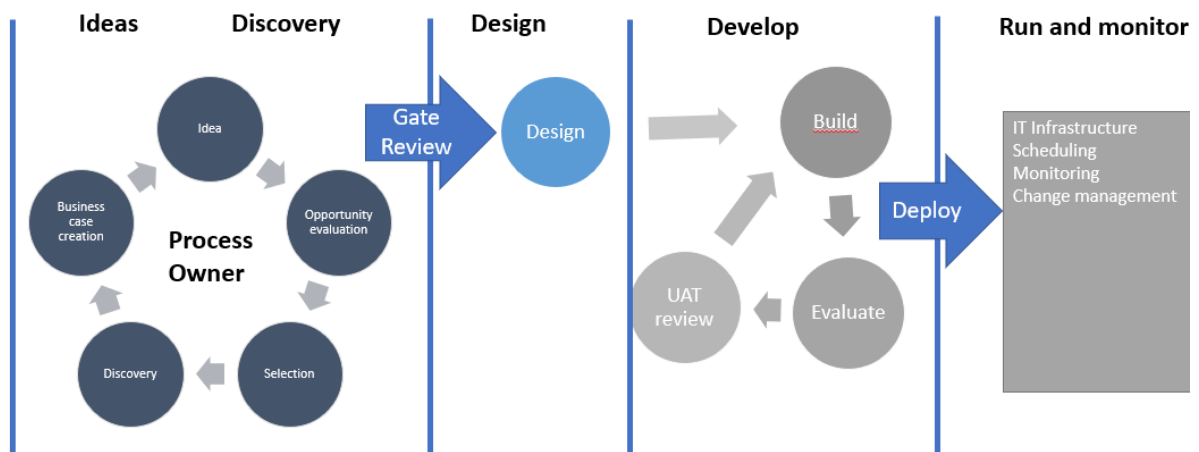 Ideas
Discovery
Design
Develop
Run and monitor
Idea
Opportunity
evaluation
Selection
Discovery
Business
case
creation
Process
Owner
Gate
Review
Design
Build
Evaluate
UAT
review
Deploy
IT Infrastructure
Scheduling
Monitoring
Change management